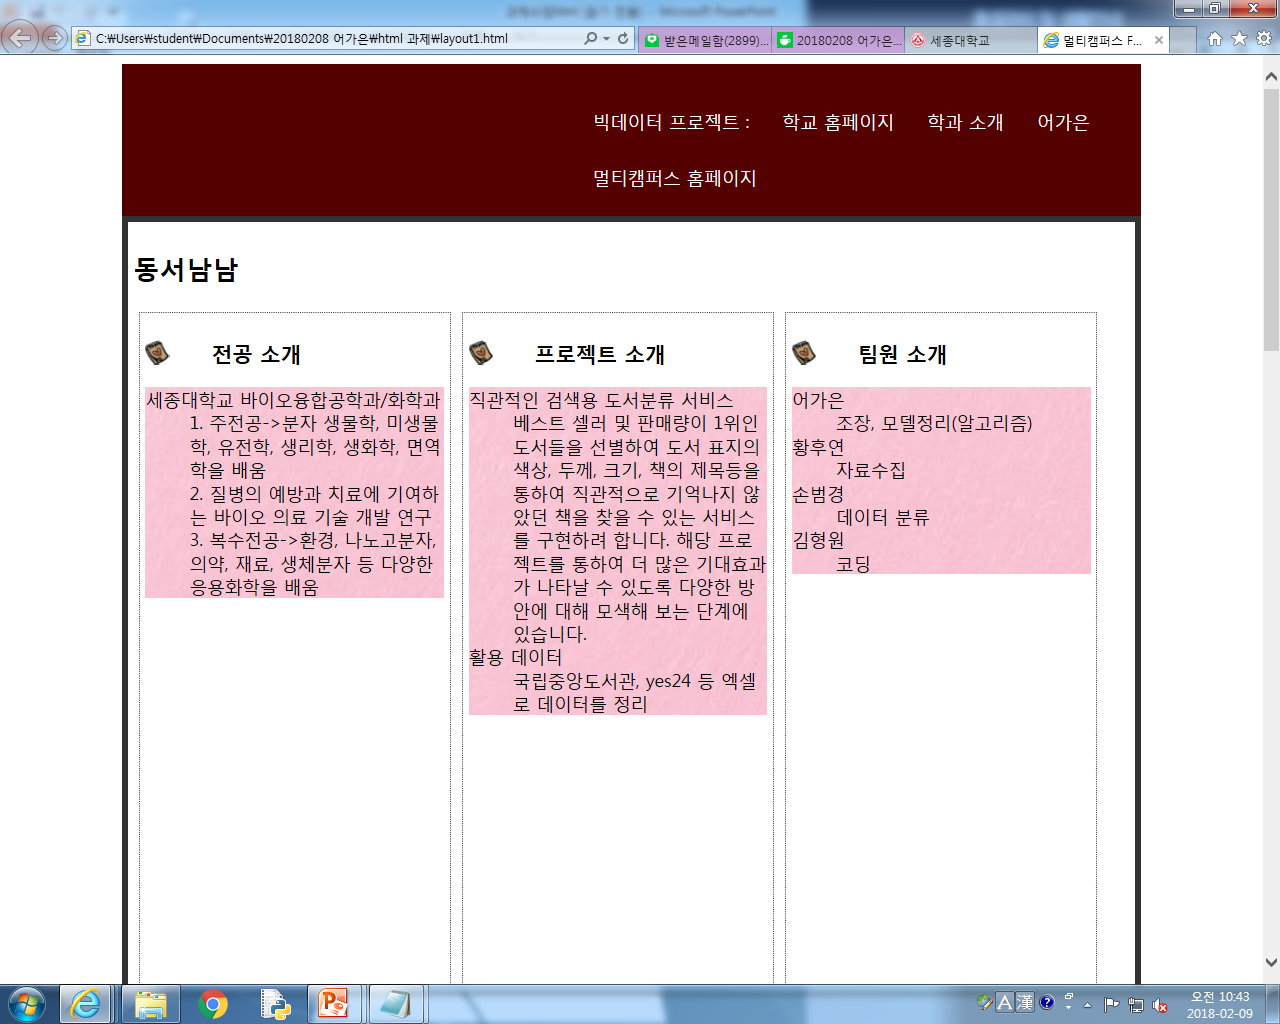 C:₩Users₩student₩Documents₩20180208 어가은₩html 과제₩layout1.html
받은메일함(2899)...
20180208 어가은...
세종대학교
멀티캠퍼스 F...
빅데이터 프로젝트 : 학교 홈페이지 학과 소개 어가은
멀티캠퍼스 홈페이지
동서남남
전공 소개
세종대학교 바이오융합공학과/화학과
1. 주전공->분자 생물학, 미생물
학, 유전학, 생리학, 생화학, 면역
학을 배움
2. 질병의 예방과 치료에 기여하
는 바이오 의료 기술 개발 연구
3. 복수전공->환경, 나노고분자,
의약, 재료, 생체분자 등 다양한
응용화학을 배움
프로젝트 소개
직관적인 검색용 도서분류 서비스
베스트 셀러 및 판매량이 1위인
도서들을 선별하여 도서 표지의
색상, 두께, 크기, 책의 제목등을
통하여 직관적으로 기억나지 않
았던 책을 찾을 수 있는 서비스
를 구현하려 합니다. 해당 프로
젝트를 통하여 더 많은 기대효과
가 나타날 수 있도록 다양한 방
안에 대해 모색해 보는 단계에
있습니다.
활용 데이터
국립중앙도서관, yes24 등 엑셀
로 데이터를 정리
팀원 소개
어가은
조장, 모델정리(알고리즘)
황후연
자료수집
손범경
데이터 분류
김형원
코딩
A 漢
오전 10:43
2018-02-09